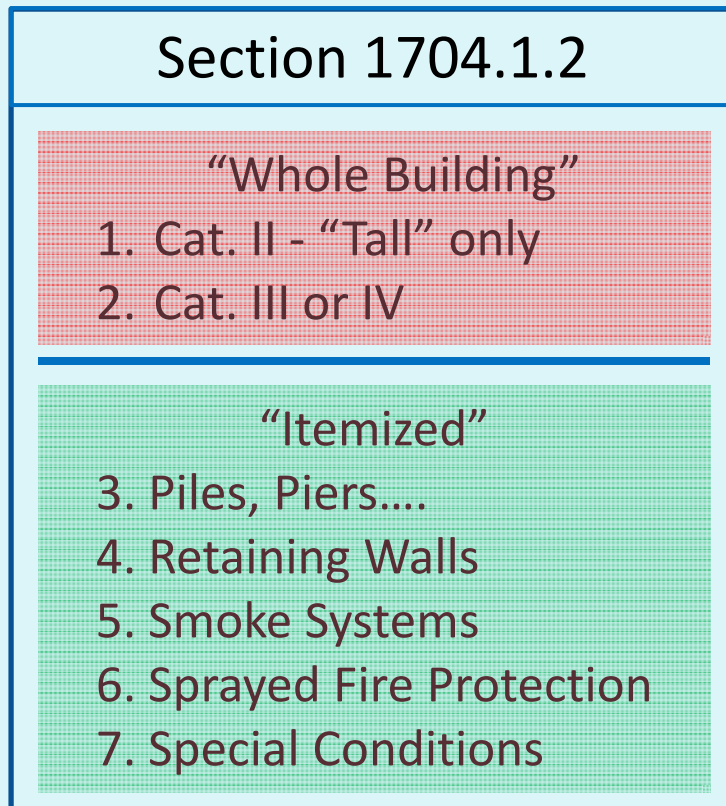 Section 1704.1.2
“Whole Building”
1. Cat. II - “Tall” only
2. Cat. III or IV
“Itemized”
3. Piles, Piers....
4. Retaining Walls
5. Smoke Systems
6. Sprayed Fire Protection
7. Special Conditions